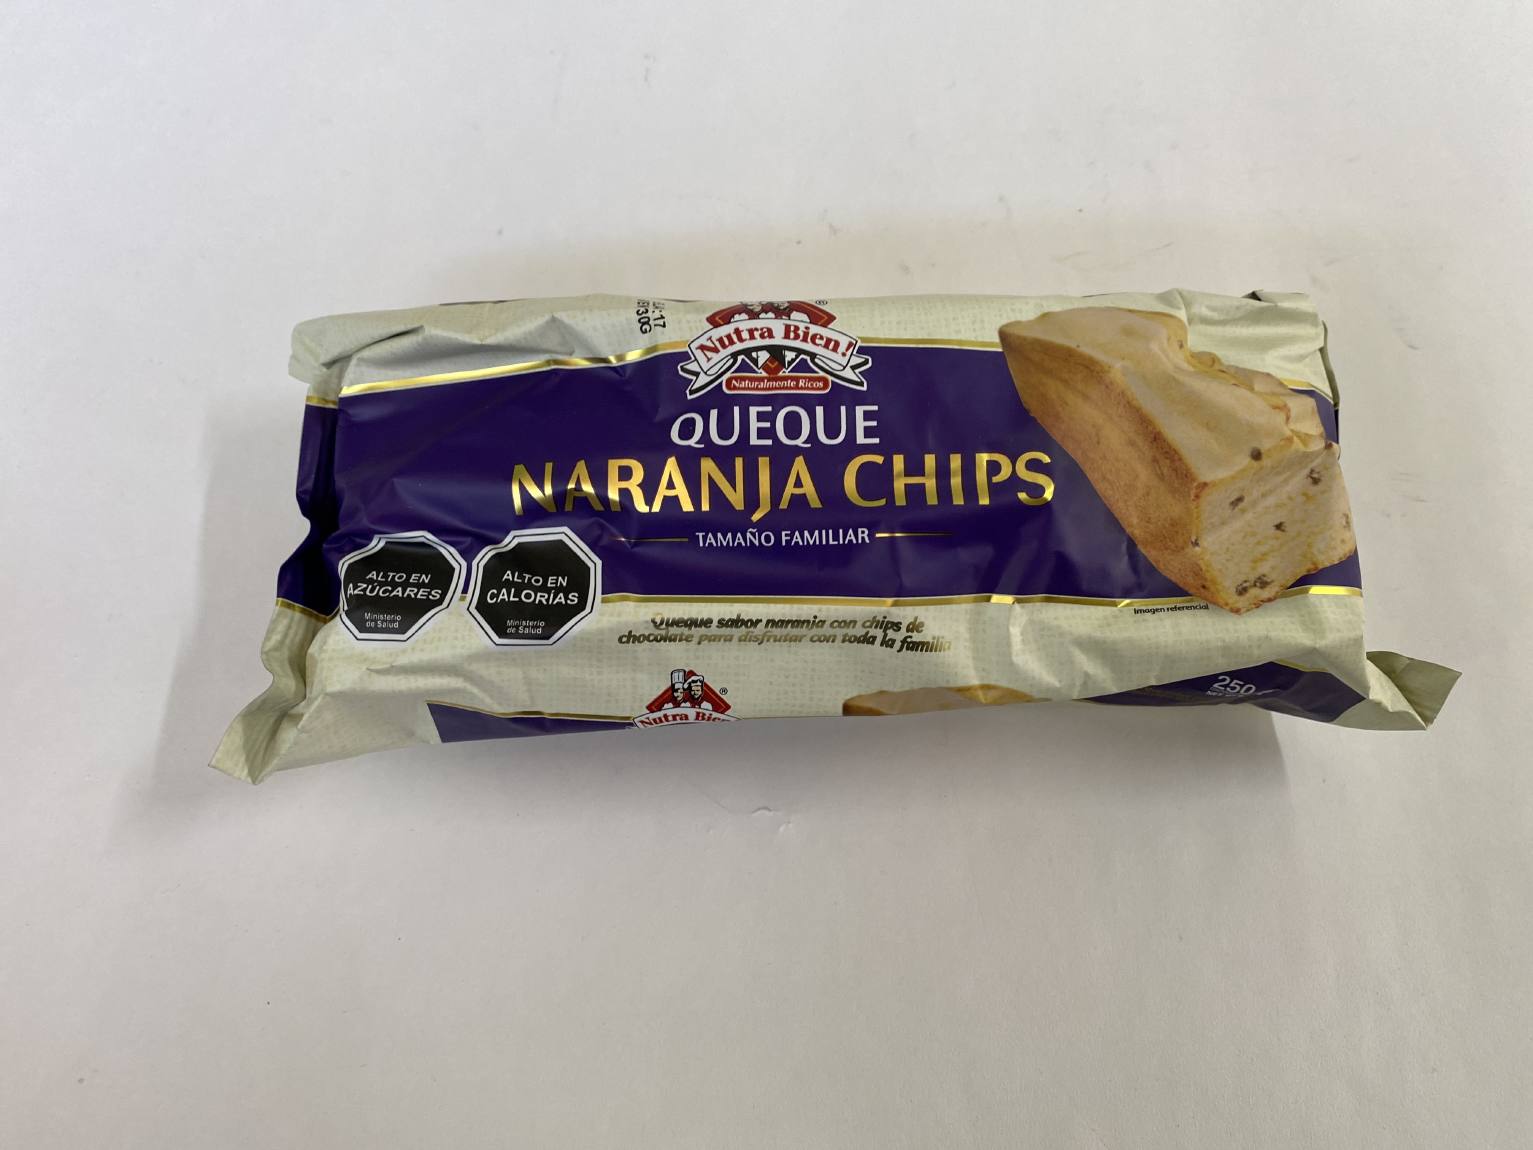 Nutra Bien!
Naturalmente Ricos
QUEQUE
NARANJA CHIPS
TAMAÑO FAMILIAR
ALTO EN
AZÚCARES
Ministerio
de Salud
ALTO EN
CALORÍAS
Ministerio
de Salud
Imagen referencial
Queque sabor naranja con chips de
chocolate para disfrutar con toda la familia
Nutra
250